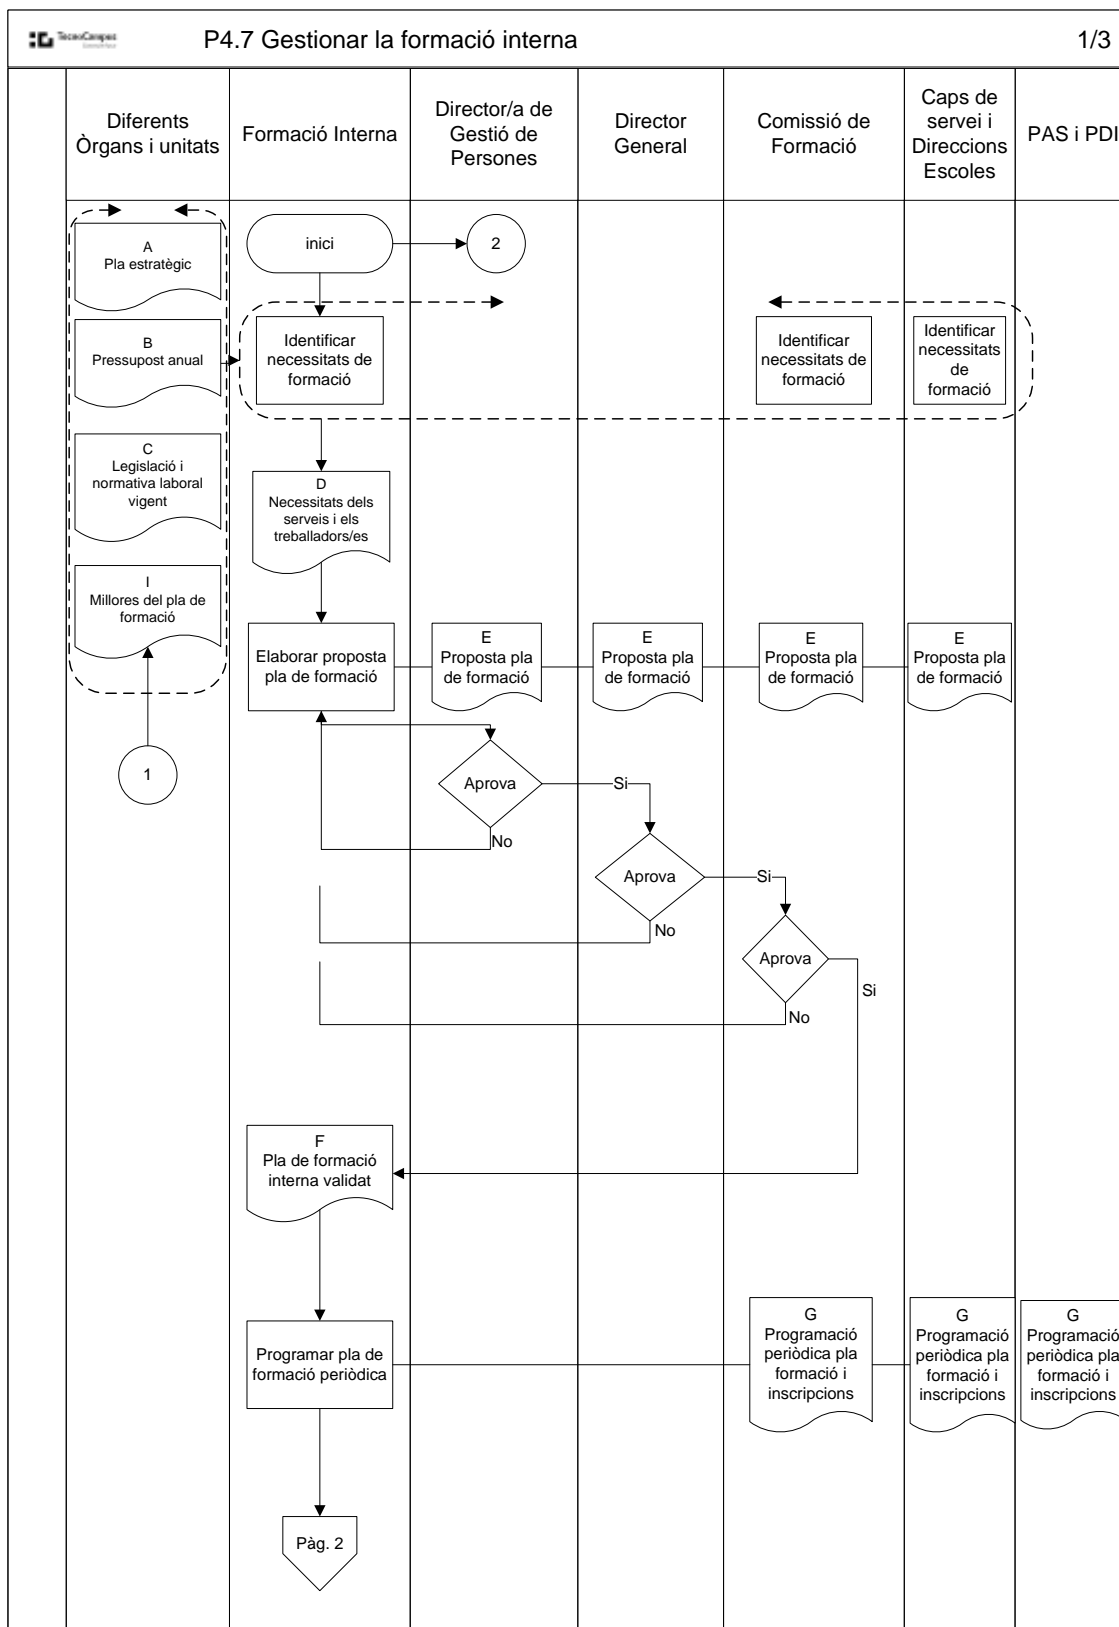 TecnoCampus
P4.7 Gestionar la formació interna
1/3
Diferents
Òrgans i unitats
Formació Interna
Director/a de
Gestió de
Persones
Director
General
Comissió de
Formació
Caps de
servei i
Direccions
Escoles
PAS i PDI
A
Pla estratègic
inici
2
B
Pressupost anual
Identificar
necessitats de
formació
Identificar
necessitats de
formació
Identificar
necessitats
de
formació
C
Legislació i
normativa laboral
vigent
D
Necessitats dels
serveis i els
treballadors/es
I
Millores del pla de
formació
Elaborar proposta
pla de formació
E
Proposta pla
de formació
E
Proposta pla
de formació
E
Proposta pla
de formació
E
Proposta pla
de formació
1
Aprova
Si
No
Aprova
Si
No
Aprova
Si
No
F
Pla de formació
interna validat
Programar pla de
formació periòdica
G
Programació
periòdica pla
formació i
inscripcions
G
Programació
periòdica pla
formació i
inscripcions
G
Programació
periòdica pla
formació i
inscripcions
Pàg. 2